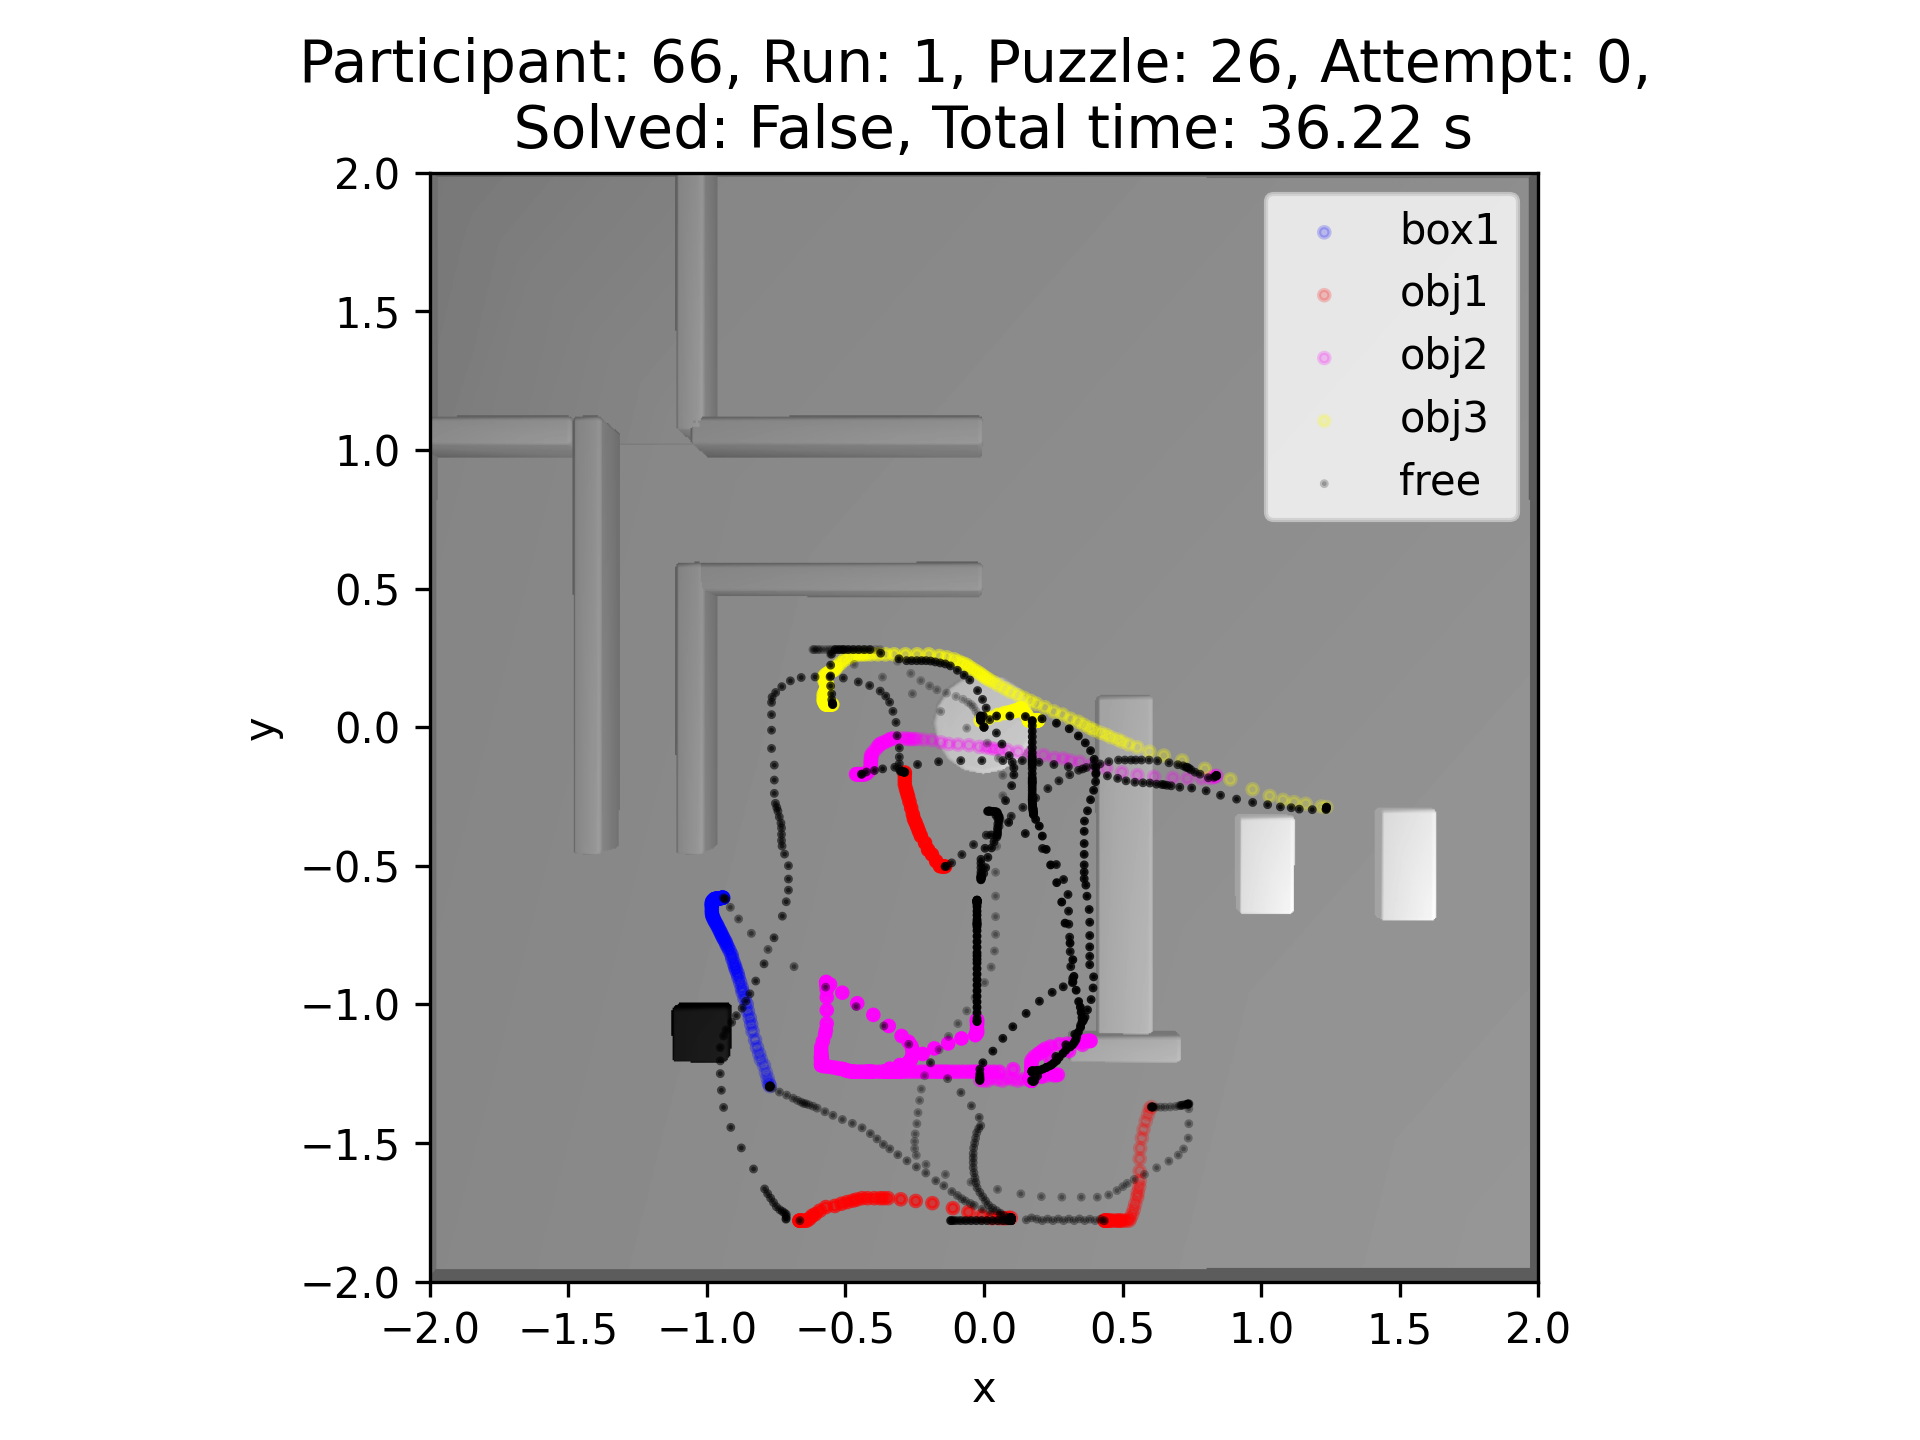 Participant: 66, Run: 1, Puzzle: 26, Attempt: 0,
Solved: False, Total time: 36.22 s
2.0
1.5
1.0
0.5
0.0
−0.5
−1.0
−1.5
−2.0
y
box1
obj1
obj2
obj3
free
−2.0 −1.5 −1.0 −0.5 0.0 0.5 1.0 1.5 2.0
x